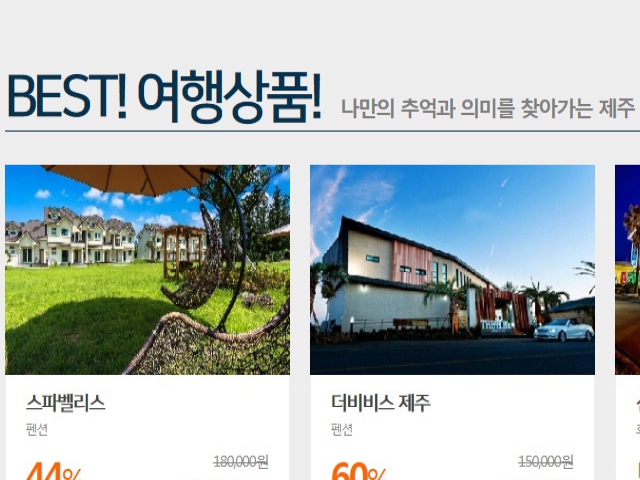 BEST! 여행상품!
나만의 추억과 의미를 찾아가는 제주
스파벨리스
펜션
180,000원
44%
더비비스 제주
펜션
150,000원
60%